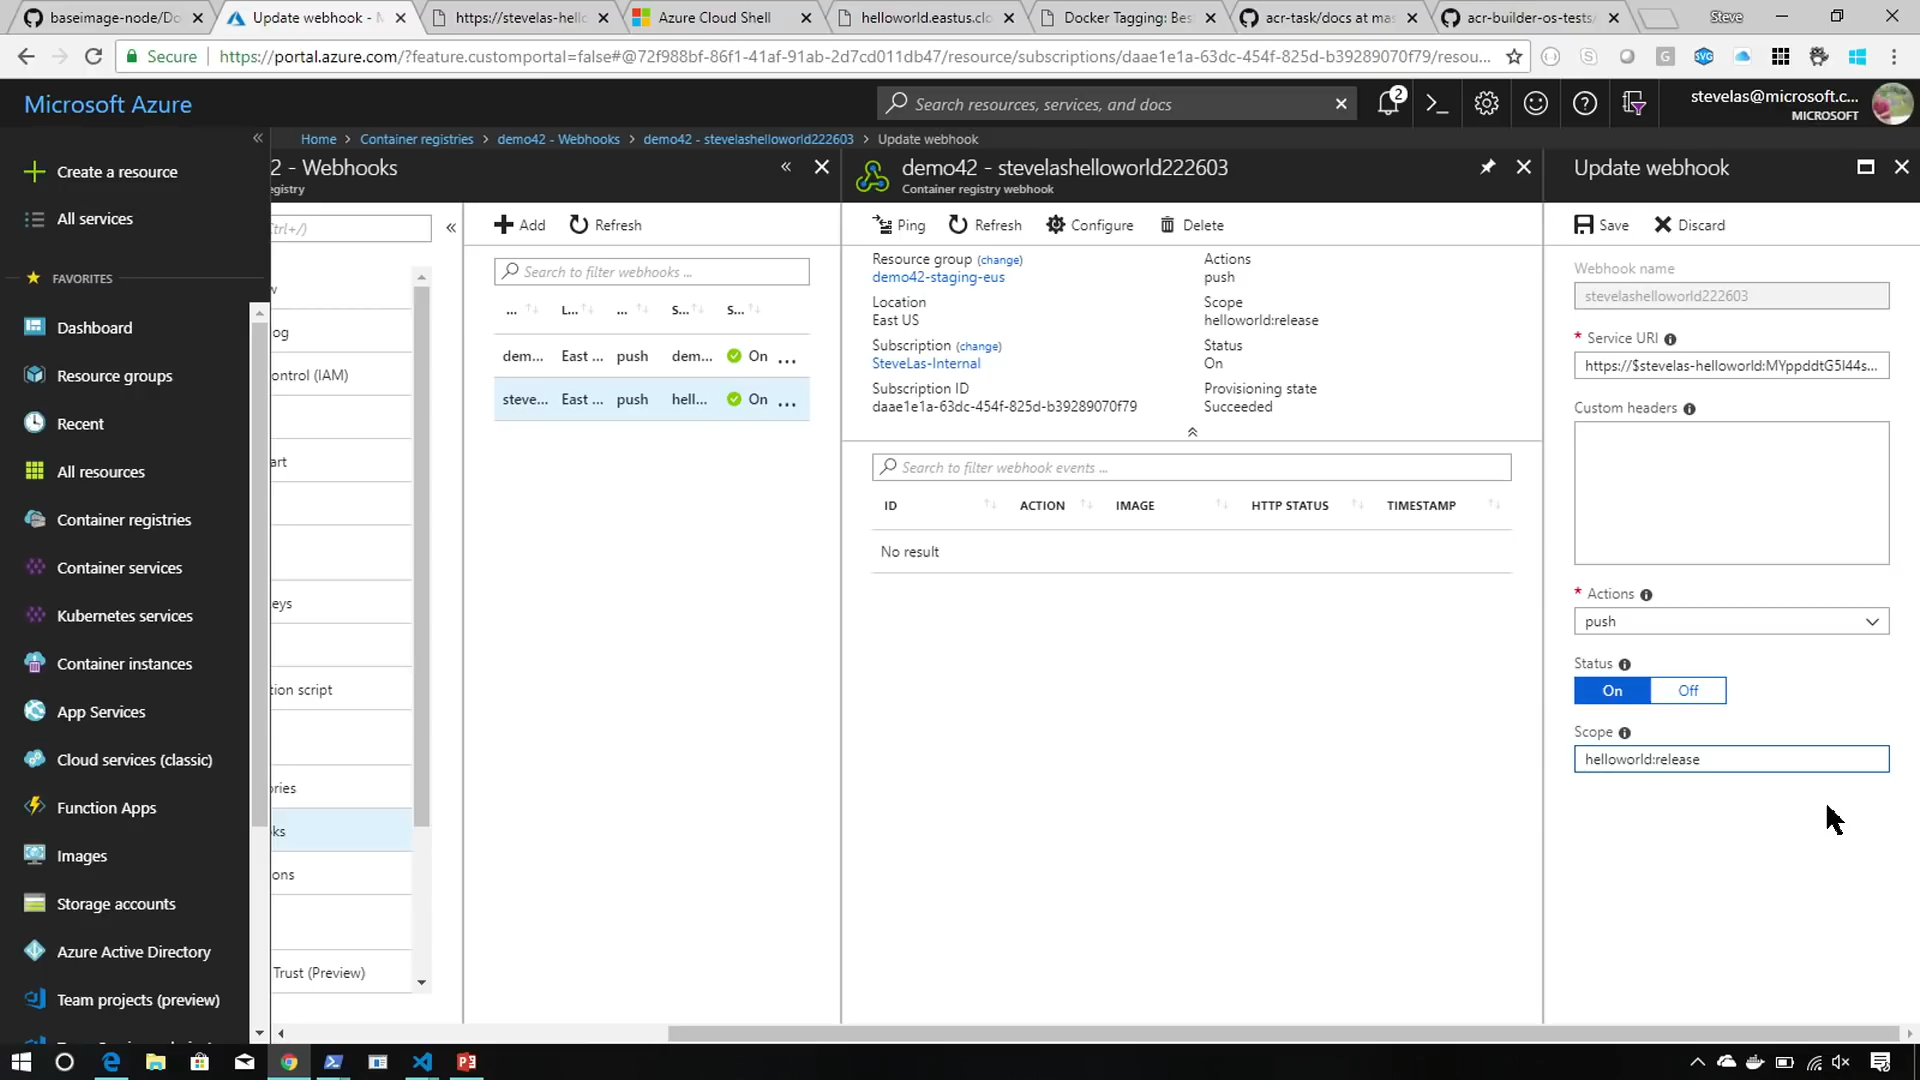 baseimage-node/Do
Update webhook - M
https://stevelas-hello
Azure Cloud Shell
helloworld.eastus.clo
Docker Tagging: Bes
acr-task/docs at mas
acr-builder-os-tests/
Steve
Secure
https://portal.azure.com/?feature.customportal=false#@72f988bf-86f1-41af-91ab-2d7cd011db47/resource/subscriptions/daae1e1a-63dc-454f-825d-b39289070f79/resou...
Microsoft Azure
Search resources, services, and docs
2
stevelas@microsoft.c...
MICROSOFT
Home > Container registries > demo42 - Webhooks > demo42 - stevelashelloworld222603 > Update webhook
Create a resource
All services
FAVORITES
Dashboard
Resource groups
Recent
All resources
Container registries
Container services
Kubernetes services
Container instances
App Services
Cloud services (classic)
Function Apps
Images
Storage accounts
Azure Active Directory
Team projects (preview)
2 - Webhooks
egistry
Ctrl+/)
og
ontrol (IAM)
art
eys
tion script
ories
ks
ons
Trust (Preview)
Add
Refresh
Search to filter webhooks ...
... L... ... S... S...
dem... East ... push dem... On ...
steve... East ... push hell... On ...
demo42 - stevelashelloworld222603
Container registry webhook
Ping
Refresh
Configure
Delete
Resource group (change)
demo42-staging-eus
Location
East US
Subscription (change)
SteveLas-Internal
Subscription ID
daae1e1a-63dc-454f-825d-b39289070f79
Actions
push
Scope
helloworld:release
Status
On
Provisioning state
Succeeded
Search to filter webhook events ...
ID ACTION IMAGE HTTP STATUS TIMESTAMP
No result
Update webhook
Save
Discard
Webhook name
stevelashelloworld222603
* Service URI
https://$stevelas-helloworld:MYppddtG5I44s...
Custom headers
* Actions
push
Status
On
Off
Scope
helloworld:release